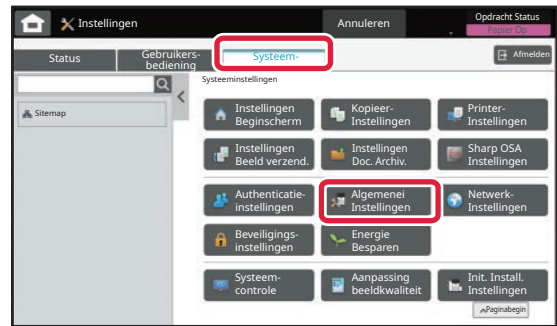 Instellingen
Annuleren
Opdracht Status
Papier Op
Status
Gebruikers-
bediening
Systeem-
Afmelden
Systeeminstellingen
Sitemap
Instellingen
Beginscherm
Kopieer-
Instellingen
Printer-
Instellingen
Instellingen
Beeld verzend.
Instellingen
Doc. Archiv.
Sharp OSA
Instellingen
Authenticatie-
instellingen
Algemenei
Instellingen
Netwerk-
Instellingen
Beveiligings-
instellingen
Energie
Besparen
Systeem-
controle
Aanpassing
beeldkwaliteit
Init. Install.
Instellingen
Paginabegin